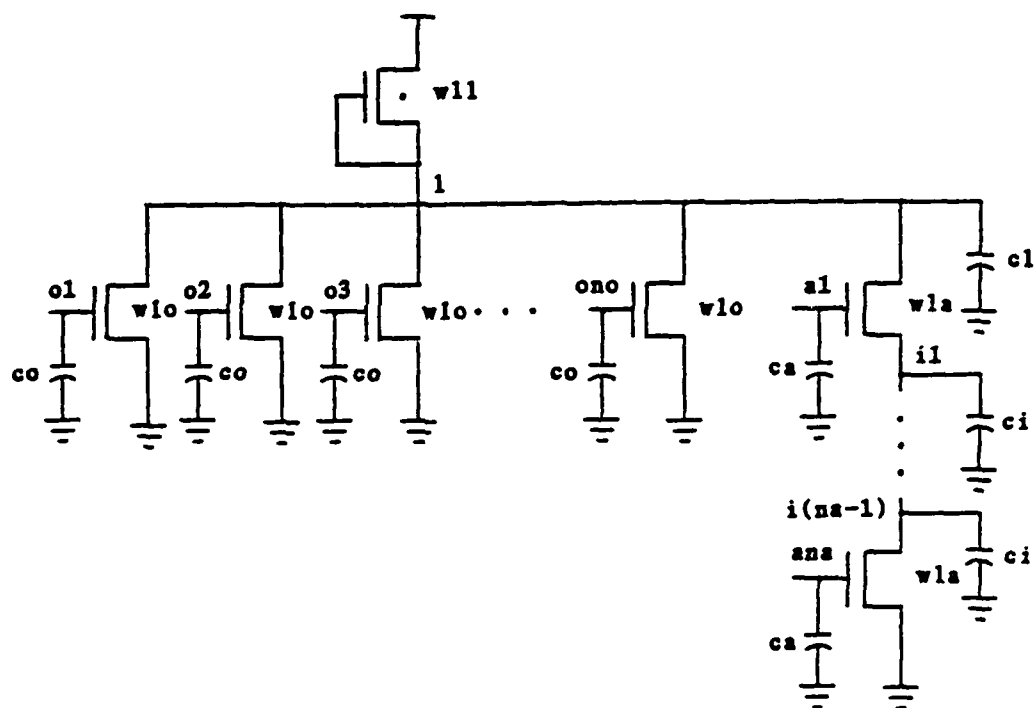 wll
1
o1 wlo o2 wlo o3 wlo . . . ono wlo a1 wla c1
co co co co ca i1
ci
i(na-1)
ana wla ci
ca